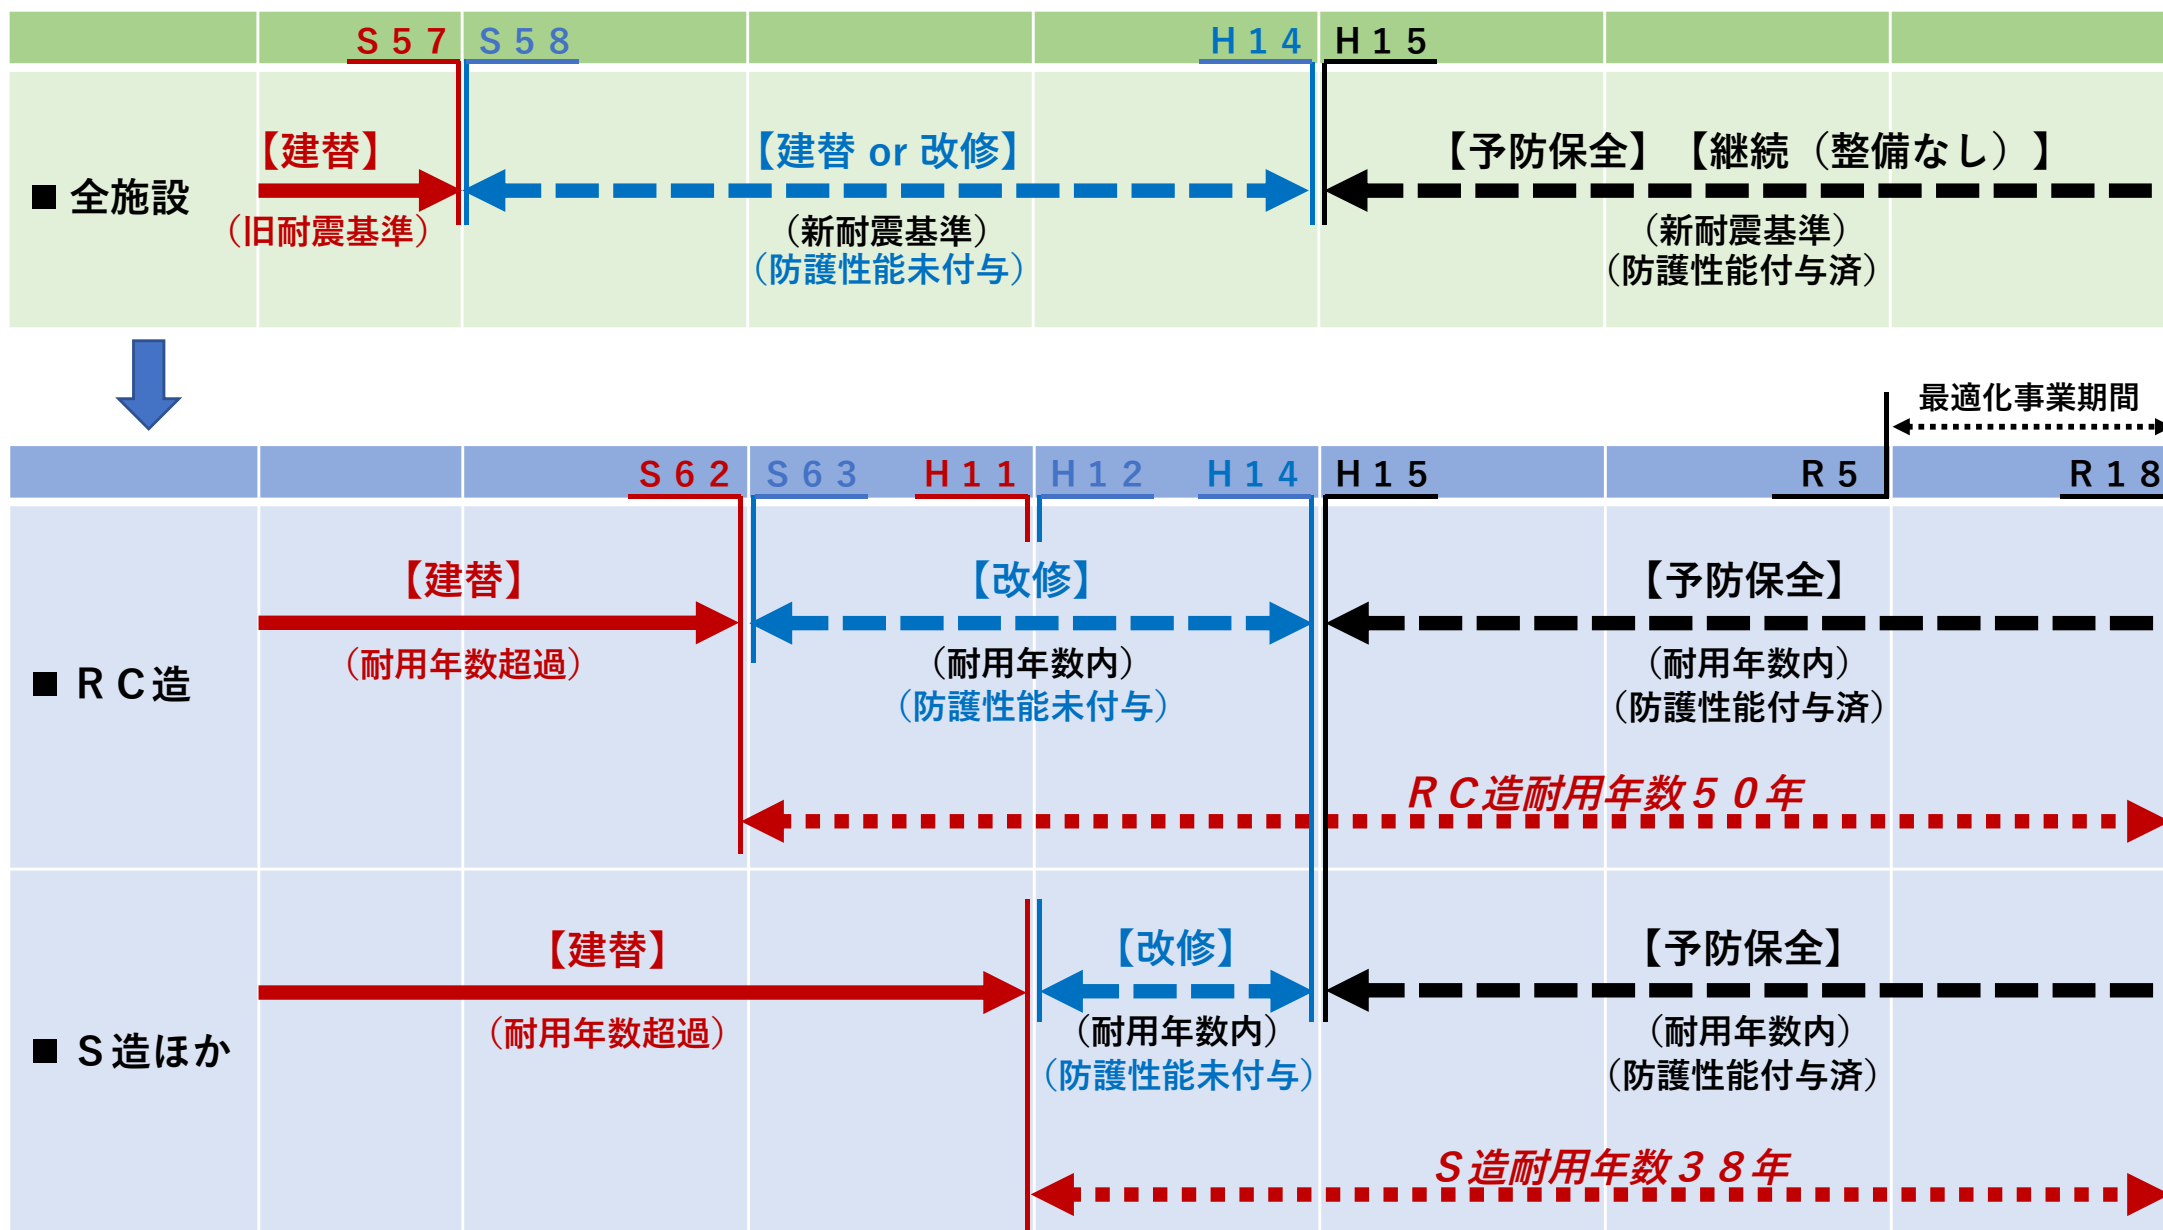 Ｓ５７ Ｓ５８ Ｈ１４ Ｈ１５
【建替】 【建替 or 改修】 【予防保全】【継続（整備なし）】
■ 全施設
（旧耐震基準） （新耐震基準） （新耐震基準）
（防護性能未付与） （防護性能付与済）
最適化事業期間
Ｓ６２ Ｓ６３ Ｈ１１ Ｈ１２ Ｈ１４ Ｈ１５ Ｒ５ Ｒ１８
【建替】 【改修】 【予防保全】
（耐用年数超過） （耐用年数内） （耐用年数内）
■ ＲＣ造
（防護性能未付与） （防護性能付与済）
ＲＣ造耐用年数５０年
【建替】 【改修】 【予防保全】
（耐用年数超過） （耐用年数内） （耐用年数内）
■ Ｓ造ほか
（防護性能未付与） （防護性能付与済）
Ｓ造耐用年数３８年